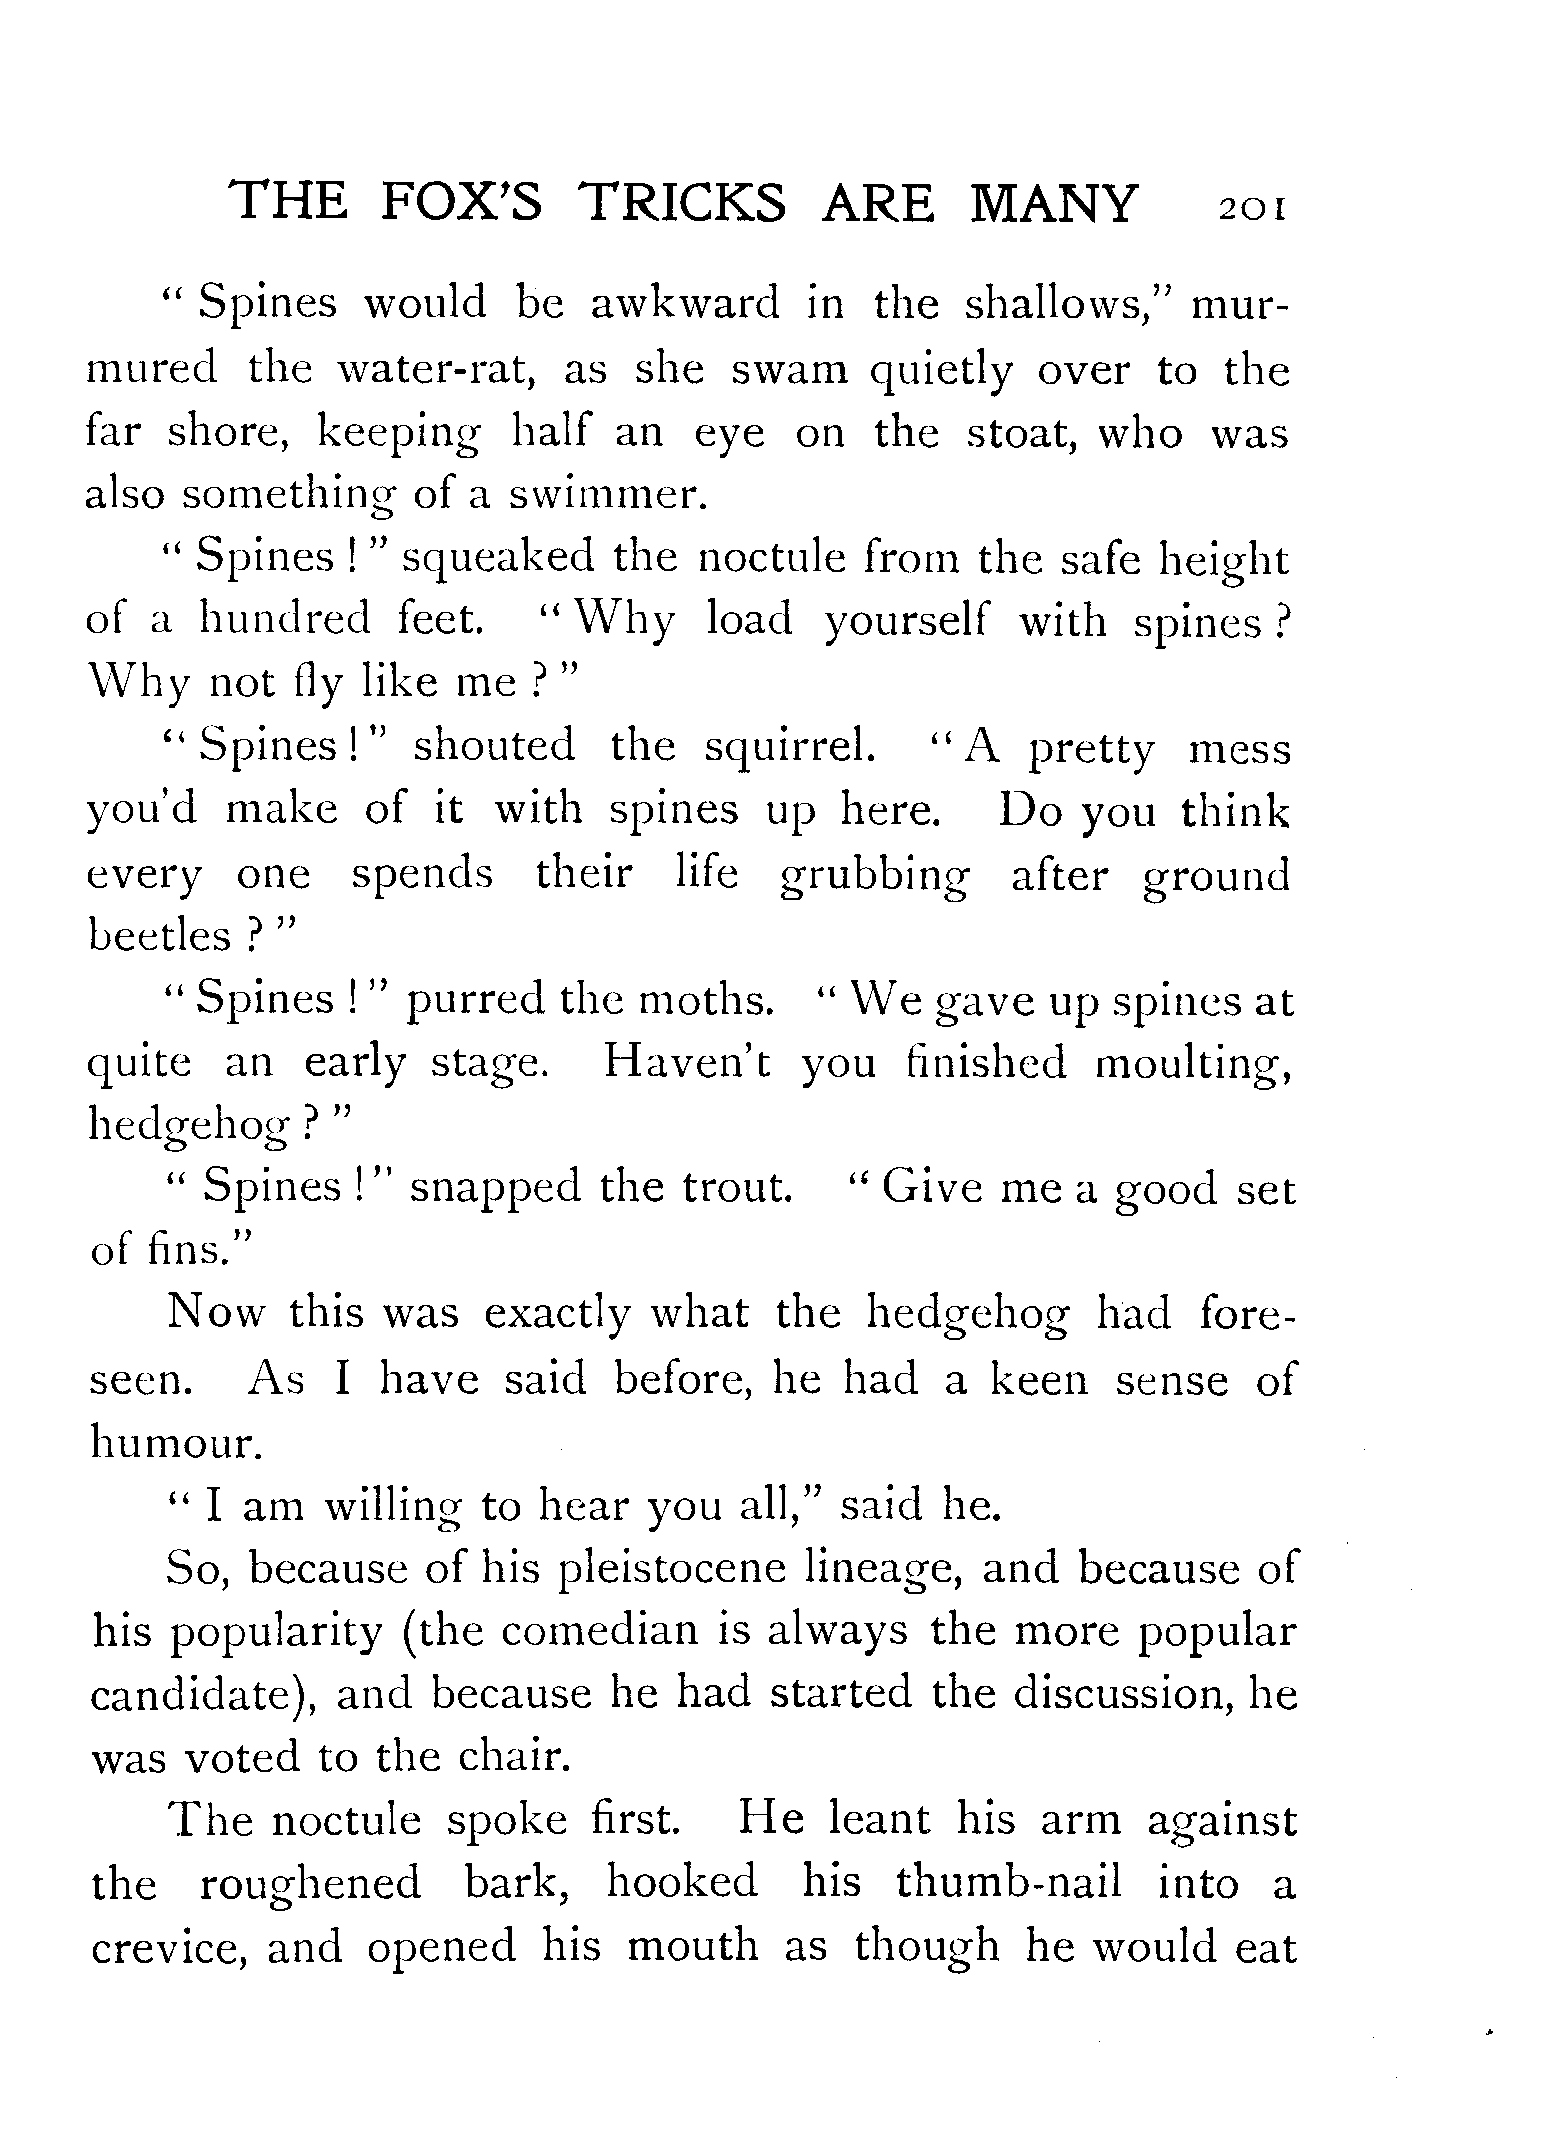 THE FOX'S TRICKS ARE MANY 201
“ Spines would be awkward in the shallows,” mur-
mured the water-rat, as she swam quietly over to the
far shore, keeping half an eye on the stoat, who was
also something of a swimmer.
“ Spines ! ” squeaked the noctule from the safe height
of a hundred feet. “ Why load yourself with spines ?
Why not fly like me ? ”
“ Spines ! ” shouted the squirrel. “ A pretty mess
you'd make of it with spines up here. Do you think
every one spends their life grubbing after ground
beetles ? ”
“ Spines ! ” purred the moths. “ We gave up spines at
quite an early stage. Haven't you finished moulting,
hedgehog ? ”
“ Spines ! ” snapped the trout. “ Give me a good set
of fins.”
Now this was exactly what the hedgehog had fore-
seen. As I have said before, he had a keen sense of
humour.
“ I am willing to hear you all,” said he.
So, because of his pleistocene lineage, and because of
his popularity (the comedian is always the more popular
candidate), and because he had started the discussion, he
was voted to the chair.
The noctule spoke first. He leant his arm against
the roughened bark, hooked his thumb-nail into a
crevice, and opened his mouth as though he would eat